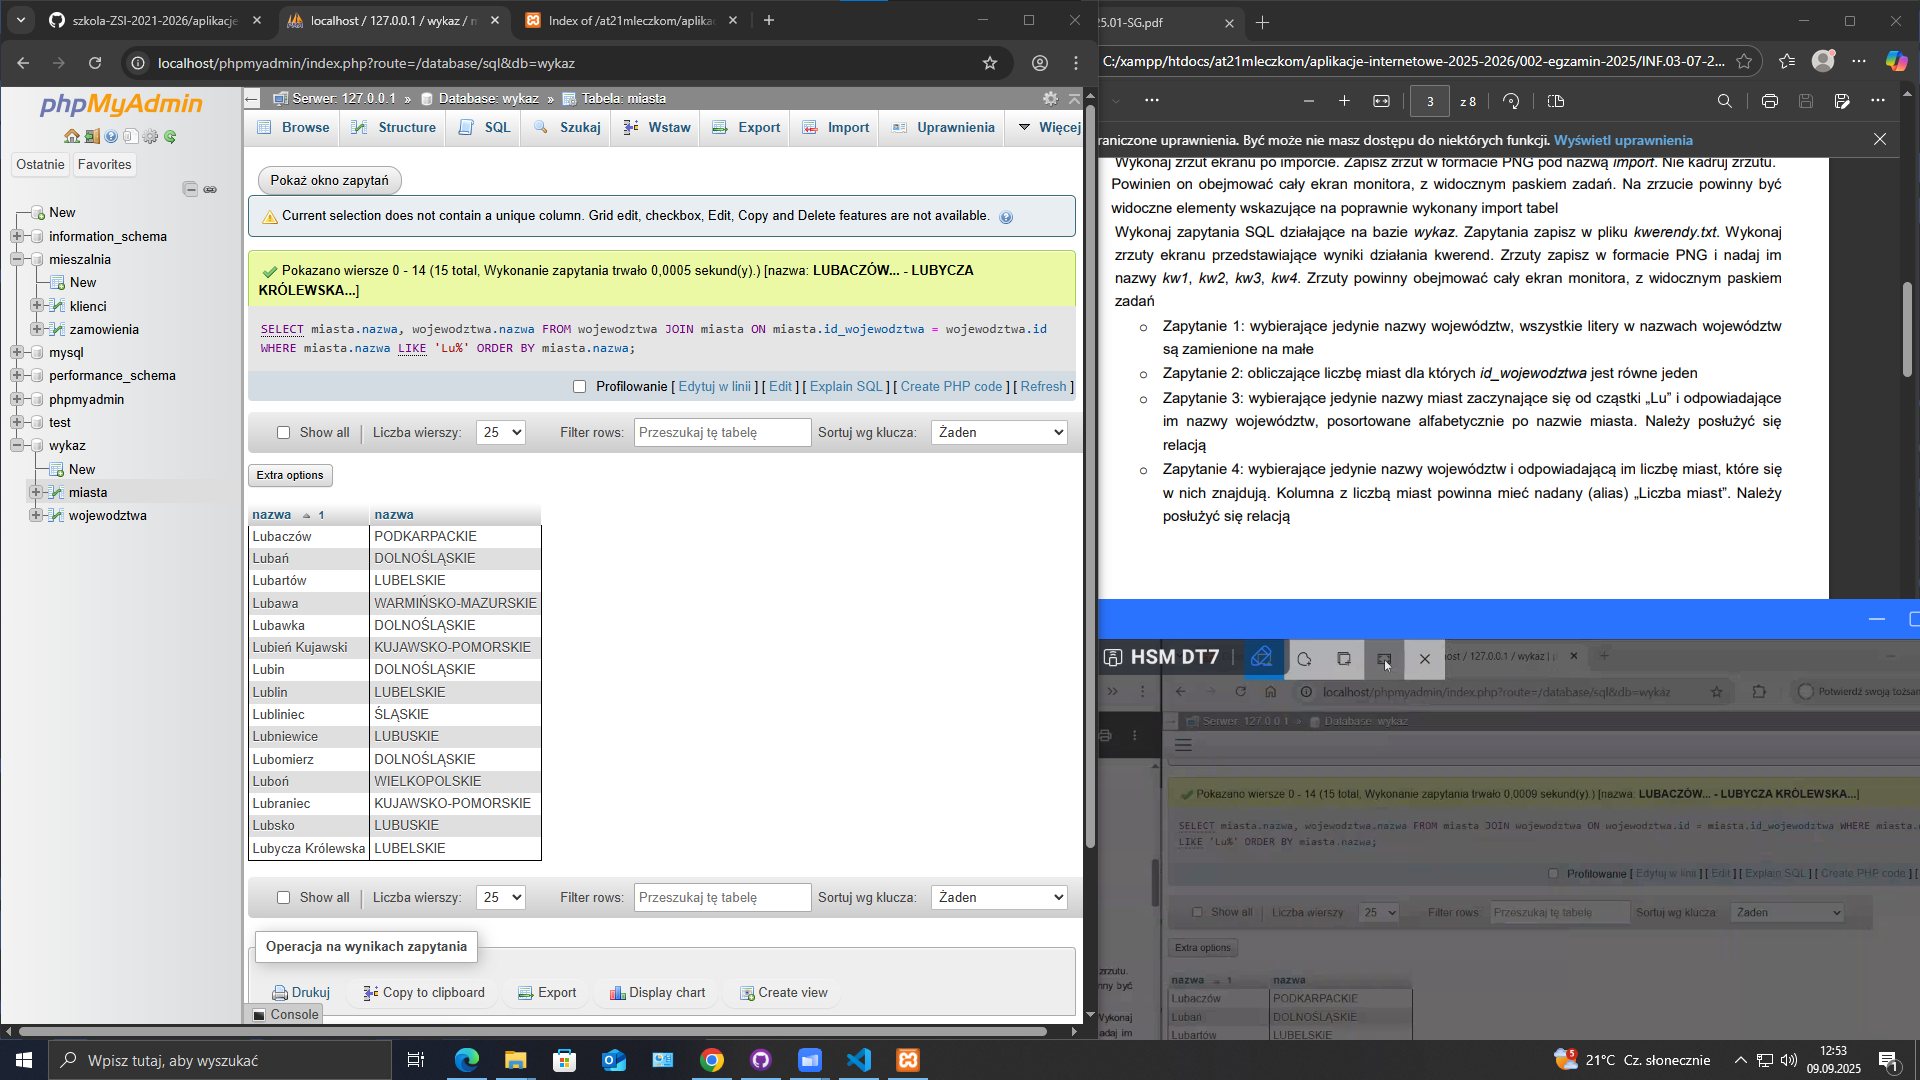 szkola-ZSI-2021-2026/aplikacje
localhost / 127.0.0.1 / wykaz / m
Index of /at21mleczkom/aplika
localhost/phpmyadmin/index.php?route=/database/sql&db=wykaz
phpMyAdmin
Ostatnie
Favorites
New
information_schema
mieszalnia
New
klienci
zamowienia
mysql
performance_schema
phpmyadmin
test
wykaz
New
miasta
wojewodztwa
Serwer: 127.0.0.1 » Database: wykaz » Tabela: miasta
Browse
Structure
SQL
Szukaj
Wstaw
Export
Import
Uprawnienia
Więcej
Pokaż okno zapytań
Current selection does not contain a unique column. Grid edit, checkbox, Edit, Copy and Delete features are not available.
Pokazano wiersze 0 - 14 (15 total, Wykonanie zapytania trwało 0,0005 sekund(y).) [nazwa: LUBACZÓW... - LUBYCZA
KRÓLEWSKA...]
SELECT miasta.nazwa, wojewodztwa.nazwa FROM wojewodztwa JOIN miasta ON miasta.id_wojewodztwa = wojewodztwa.id
WHERE miasta.nazwa LIKE 'Lu%' ORDER BY miasta.nazwa;
Profilowanie [ Edytuj w linii ] [ Edit ] [ Explain SQL ] [ Create PHP code ] [ Refresh ]
Show all Liczba wierszy: 25 Filter rows: Przeszukaj tę tabelę Sortuj wg klucza: Żaden
Extra options
nazwa 1 nazwa
Lubaczów PODKARPACKIE
Lubań DOLNOŚLĄSKIE
Lubartów LUBELSKIE
Lubawa WARMIŃSKO-MAZURSKIE
Lubawka DOLNOŚLĄSKIE
Lubień Kujawski KUJAWSKO-POMORSKIE
Lubin DOLNOŚLĄSKIE
Lublin LUBELSKIE
Lubliniec ŚLĄSKIE
Lubniewice LUBUSKIE
Lubomierz DOLNOŚLĄSKIE
Luboń WIELKOPOLSKIE
Lubraniec KUJAWSKO-POMORSKIE
Lubsko LUBUSKIE
Lubycza Królewska LUBELSKIE
Show all Liczba wierszy: 25 Filter rows: Przeszukaj tę tabelę Sortuj wg klucza: Żaden
Operacja na wynikach zapytania
Drukuj
Copy to clipboard
Export
Display chart
Create view
Console
25.01-SG.pdf
C:/xampp/htdocs/at21mleczkom/aplikacje-internetowe-2025-2026/002-egzamin-2025/INF.03-07-2...
3 z 8
raniczone uprawnienia. Być może nie masz dostępu do niektórych funkcji. Wyświetl uprawnienia
Wykonaj zrzut ekranu po imporcie. Zapisz zrzut w formacie PNG pod nazwą import. Nie kadruj zrzutu.
Powinien on obejmować cały ekran monitora, z widocznym paskiem zadań. Na zrzucie powinny być
widoczne elementy wskazujące na poprawnie wykonany import tabel
Wykonaj zapytania SQL działające na bazie wykaz. Zapytania zapisz w pliku kwerendy.txt. Wykonaj
zrzuty ekranu przedstawiające wyniki działania kwerend. Zrzuty zapisz w formacie PNG i nadaj im
nazwy kw1, kw2, kw3, kw4. Zrzuty powinny obejmować cały ekran monitora, z widocznym paskiem
zadań
o Zapytanie 1: wybierające jedynie nazwy województw, wszystkie litery w nazwach województw
są zamienione na małe
o Zapytanie 2: obliczające liczbę miast dla których id_wojewodztwa jest równe jeden
o Zapytanie 3: wybierające jedynie nazwy miast zaczynające się od cząstki „Lu” i odpowiadające
im nazwy województw, posortowane alfabetycznie po nazwie miasta. Należy posłużyć się
relacją
o Zapytanie 4: wybierające jedynie nazwy województw i odpowiadającą im liczbę miast, które się
w nich znajdują. Kolumna z liczbą miast powinna mieć nadany (alias) „Liczba miast”. Należy
posłużyć się relacją
HSM DT7
host / 127.0.0.1 / wykaz | p
localhost/phpmyadmin/index.php?route=/database/sql&db=wykaz
Potwierdź swoją tożsam
Serwer: 127.0.0.1 » Database: wykaz
Pokazano wiersze 0 - 14 (15 total, Wykonanie zapytania trwało 0,0009 sekund(y).) [nazwa: LUBACZÓW... - LUBYCZA KRÓLEWSKA...]
SELECT miasta.nazwa, wojewodztwa.nazwa FROM miasta JOIN wojewodztwa ON wojewodztwa.id = miasta.id_wojewodztwa WHERE miasta.
LIKE 'Lu%' ORDER BY miasta.nazwa;
Profilowanie [ Edytuj w linii ] [ Edit ] [ Explain SQL ] [ Create PHP code ] [
Show all Liczba wierszy: 25 Filter rows: Przeszukaj tę tabelę Sortuj wg klucza: Żaden
Extra options
zrzutu.
nny być
Wykonaj
adaj im
nazwa 1 nazwa
Lubaczów PODKARPACKIE
Lubań DOLNOŚLĄSKIE
Lubartów LUBELSKIE
Wpisz tutaj, aby wyszukać
5
21°C Cz. słonecznie
12:53
09.09.2025
1